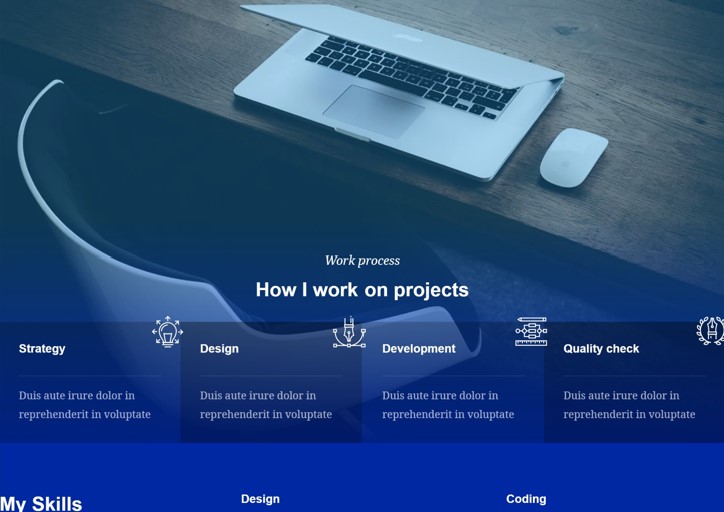 Work process
How I work on projects
Strategy
Duis aute irure dolor in
reprehenderit in voluptate
Design
Duis aute irure dolor in
reprehenderit in voluptate
Development
Duis aute irure dolor in
reprehenderit in voluptate
Quality check
Duis aute irure dolor in
reprehenderit in voluptate
My Skills
Design
Coding